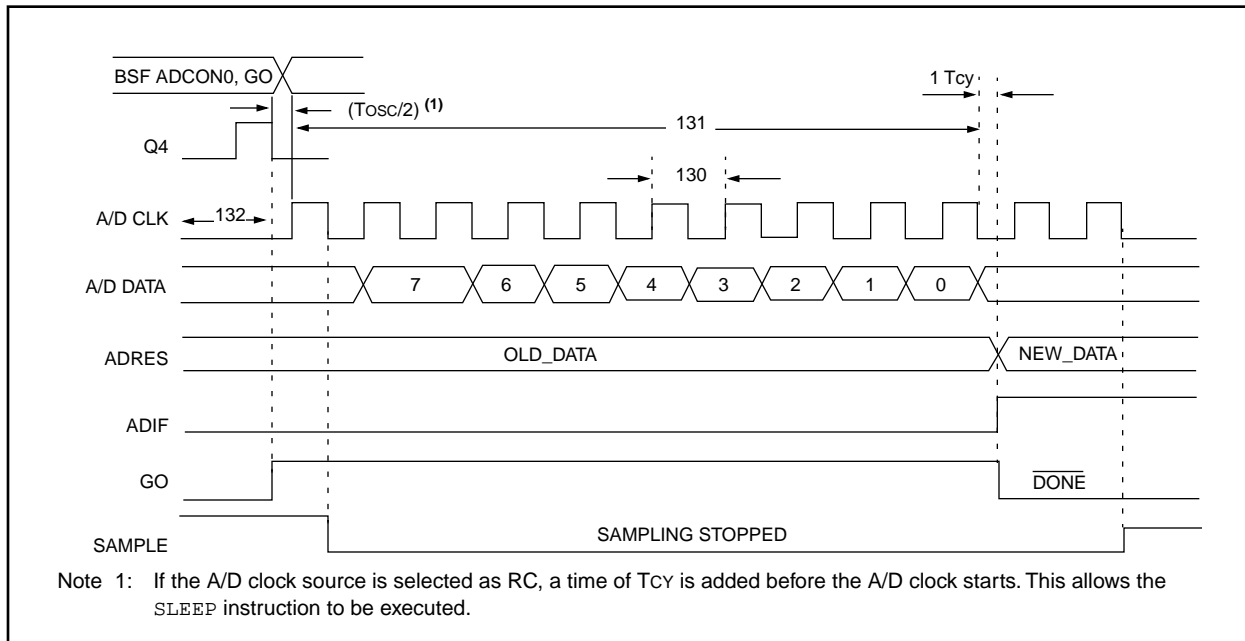 BSF ADCON0, GO
1 Tcy
(TOSC/2) (1)
131
Q4
130
A/D CLK
132
A/D DATA
7 6 5 4 3 2 1 0
ADRES
OLD_DATA
NEW_DATA
ADIF
GO
DONE
SAMPLE
SAMPLING STOPPED
Note 1: If the A/D clock source is selected as RC, a time of TCY is added before the A/D clock starts. This allows the
SLEEP instruction to be executed.